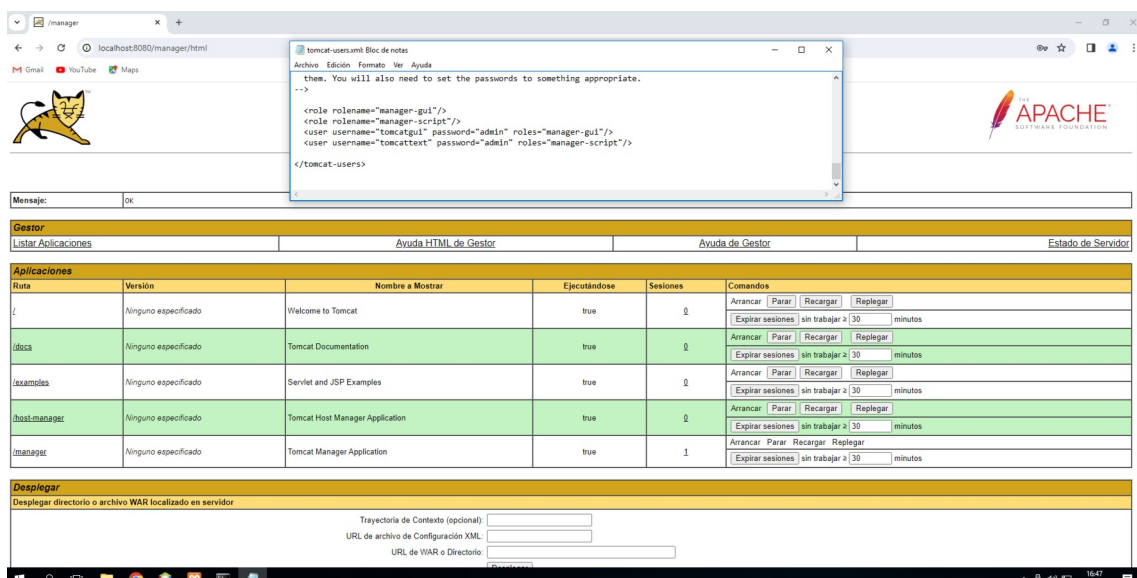 /manager
localhost:8080/manager/html
Gmail YouTube Maps
tomcat-users.xml: Bloc de notas
Archivo Edición Formato Ver Ayuda
them. You will also need to set the passwords to something appropriate.
-->
<role rolename="manager-gui"/>
<role rolename="manager-script"/>
<user username="tomcatgui" password="admin" roles="manager-gui"/>
<user username="tomcattext" password="admin" roles="manager-script"/>
</tomcat-users>
THE
APACHE
SOFTWARE FOUNDATION
Mensaje: OK
Gestor
Listar Aplicaciones Ayuda HTML de Gestor Ayuda de Gestor Estado de Servidor
Aplicaciones
Ruta Versión Nombre a Mostrar Ejecutándose Sesiones Comandos
/ Ninguno especificado Welcome to Tomcat true 0 Arrancar Parar Recargar Replegar
Expirar sesiones sin trabajar ≥ 30 minutos
/docs Ninguno especificado Tomcat Documentation true 0 Arrancar Parar Recargar Replegar
Expirar sesiones sin trabajar ≥ 30 minutos
/examples Ninguno especificado Servlet and JSP Examples true 0 Arrancar Parar Recargar Replegar
Expirar sesiones sin trabajar ≥ 30 minutos
/host-manager Ninguno especificado Tomcat Host Manager Application true 0 Arrancar Parar Recargar Replegar
Expirar sesiones sin trabajar ≥ 30 minutos
/manager Ninguno especificado Tomcat Manager Application true 1 Arrancar Parar Recargar Replegar
Expirar sesiones sin trabajar ≥ 30 minutos
Desplegar
Desplegar directorio o archivo WAR localizado en servidor
Trayectoria de Contexto (opcional):
URL de archivo de Configuración XML:
URL de WAR o Directorio:
16:47